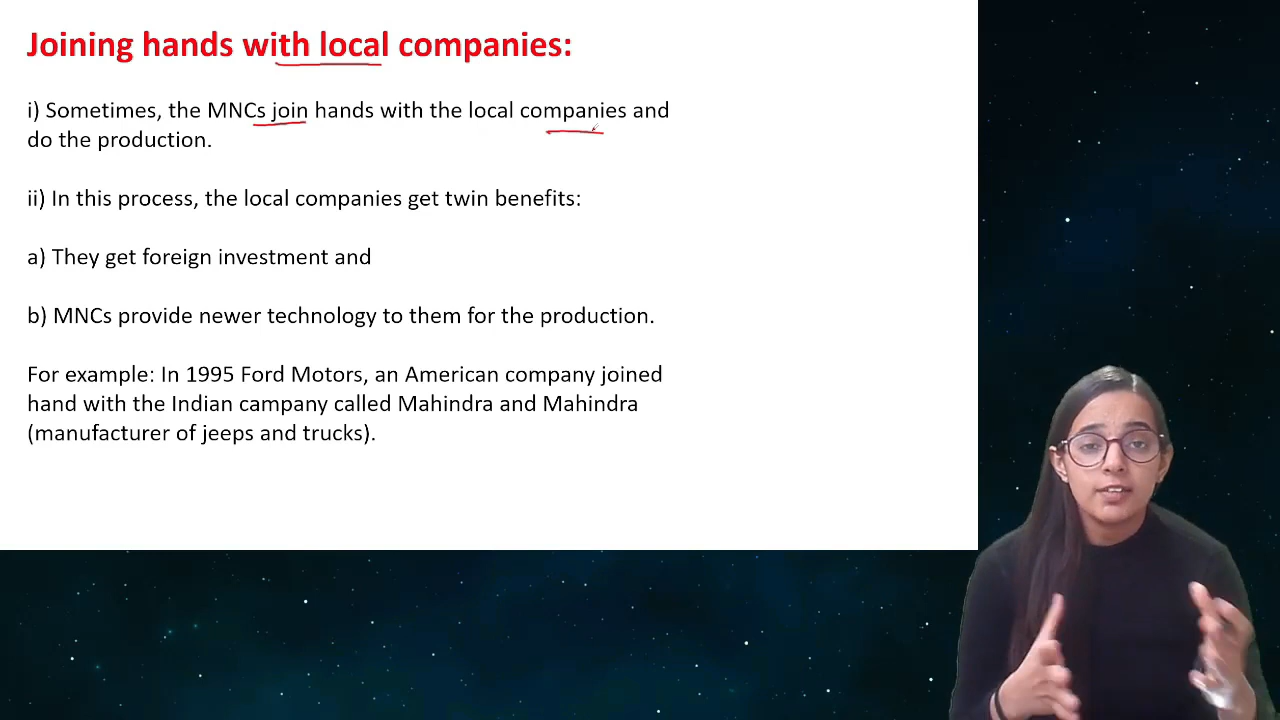 Joining hands with local companies:
i) Sometimes, the MNCs join hands with the local companies and
do the production.
ii) In this process, the local companies get twin benefits:
a) They get foreign investment and
b) MNCs provide newer technology to them for the production.
For example: In 1995 Ford Motors, an American company joined
hand with the Indian campany called Mahindra and Mahindra
(manufacturer of jeeps and trucks).